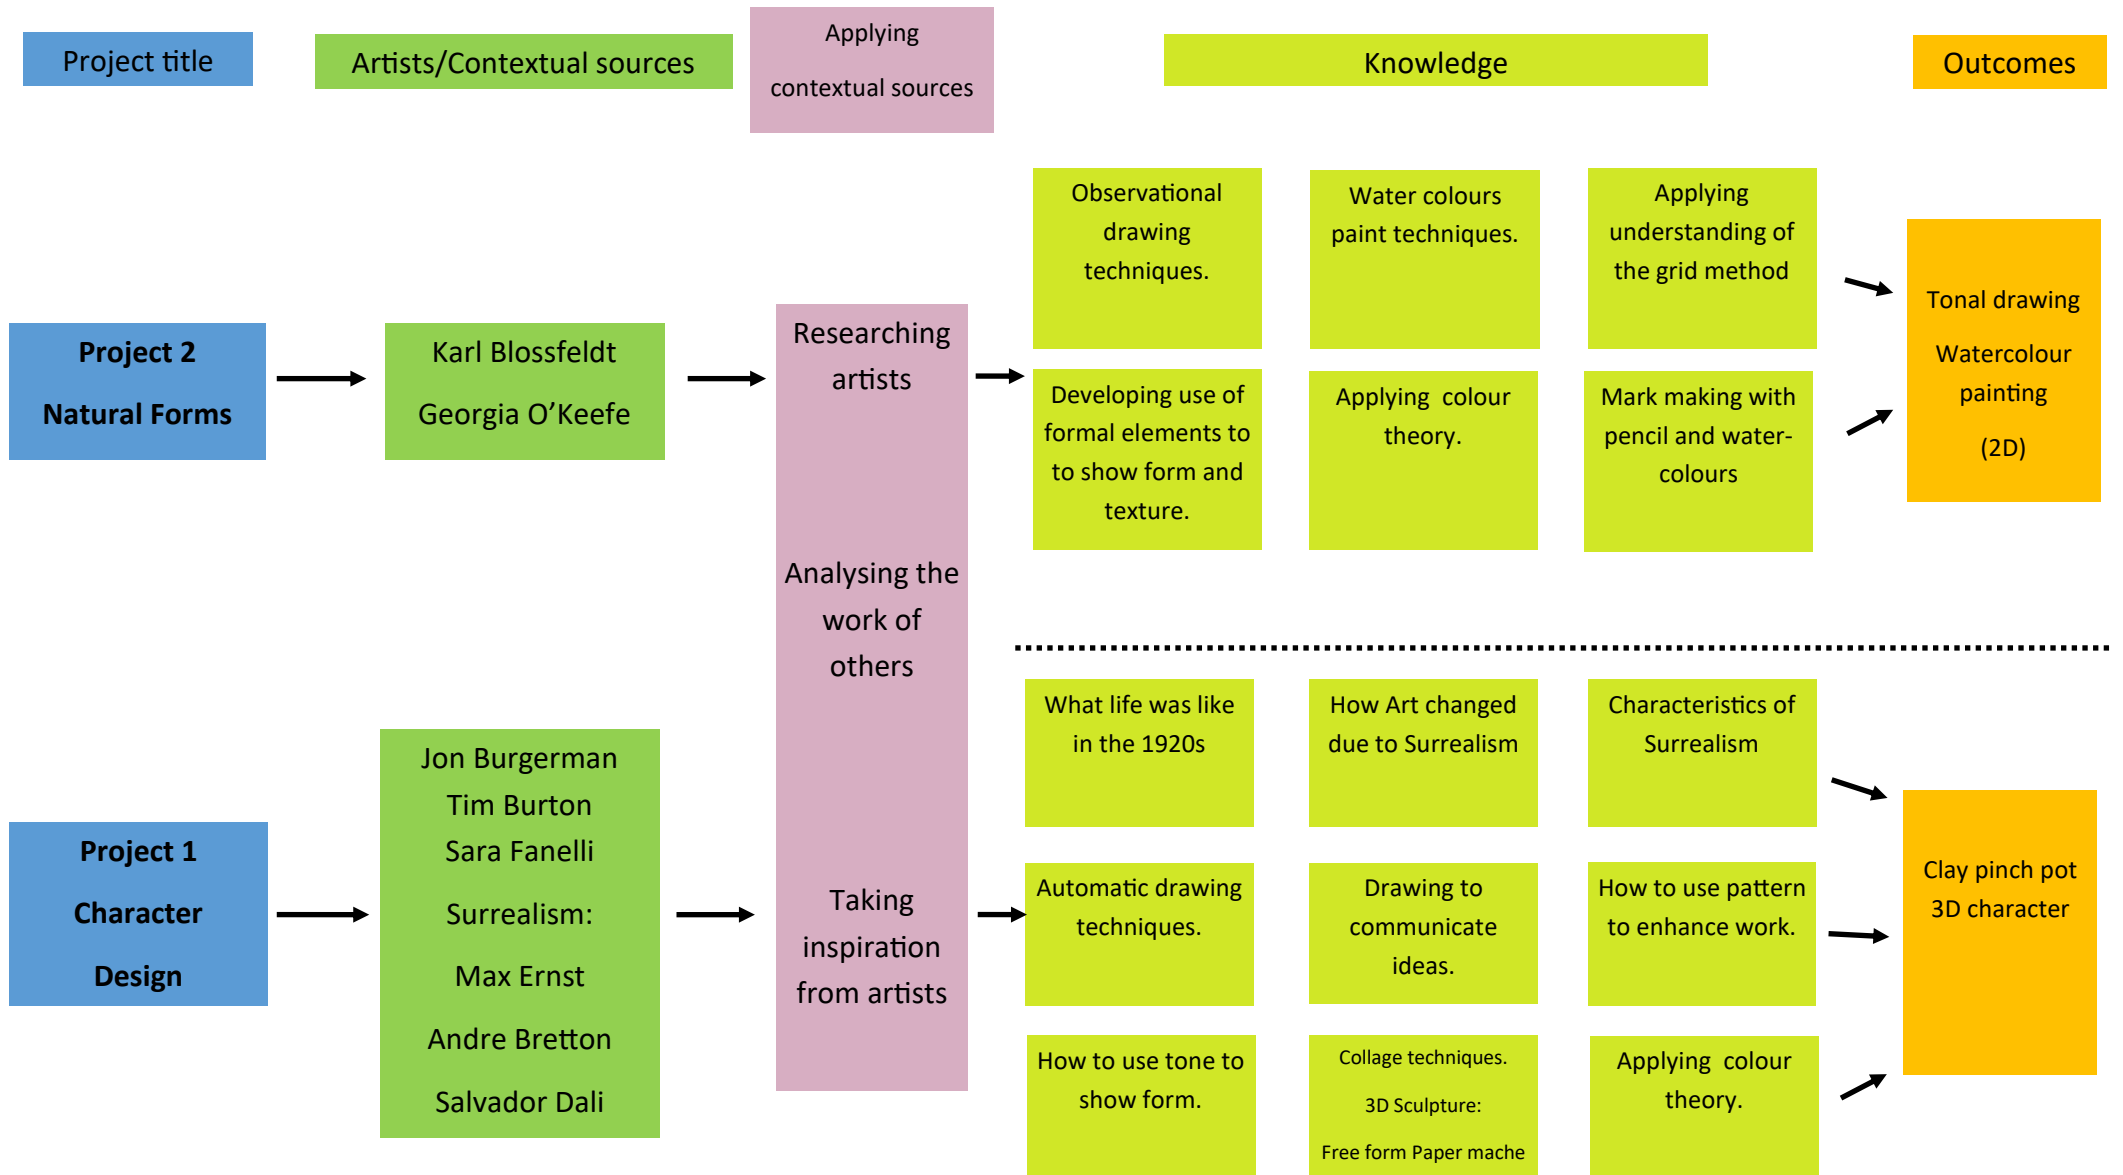 Project title
Artists/Contextual sources
Applying
contextual sources
Knowledge
Outcomes
Project 2
Natural Forms
Karl Blossfeldt
Georgia O’Keefe
Researching
artists
Analysing the
work of
others
Taking
inspiration
from artists
Observational
drawing
techniques.
Water colours
paint techniques.
Applying
understanding of
the grid method
Developing use of
formal elements to
to show form and
texture.
Applying colour
theory.
Mark making with
pencil and water-
colours
Tonal drawing
Watercolour
painting
(2D)
Project 1
Character
Design
Jon Burgerman
Tim Burton
Sara Fanelli
Surrealism:
Max Ernst
Andre Bretton
Salvador Dali
What life was like
in the 1920s
How Art changed
due to Surrealism
Characteristics of
Surrealism
Automatic drawing
techniques.
Drawing to
communicate
ideas.
How to use pattern
to enhance work.
How to use tone to
show form.
Collage techniques.
3D Sculpture:
Free form Paper mache
Applying colour
theory.
Clay pinch pot
3D character